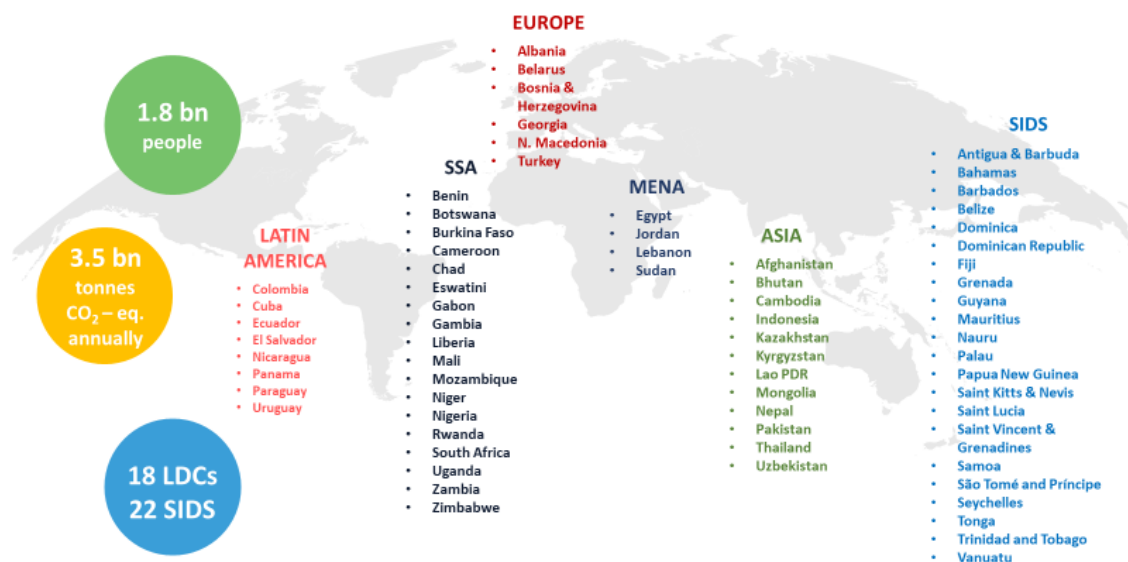 EUROPE
• Albania
• Belarus
• Bosnia &
Herzegovina
• Georgia
• N. Macedonia
• Turkey
1.8 bn
people
3.5 bn
tonnes
CO₂ – eq.
annually
18 LDCs
22 SIDS
LATIN
AMERICA
• Colombia
• Cuba
• Ecuador
• El Salvador
• Nicaragua
• Panama
• Paraguay
• Uruguay
SSA
• Benin
• Botswana
• Burkina Faso
• Cameroon
• Chad
• Eswatini
• Gabon
• Gambia
• Liberia
• Mali
• Mozambique
• Niger
• Nigeria
• Rwanda
• South Africa
• Uganda
• Zambia
• Zimbabwe
MENA
• Egypt
• Jordan
• Lebanon
• Sudan
ASIA
• Afghanistan
• Bhutan
• Cambodia
• Indonesia
• Kazakhstan
• Kyrgyzstan
• Lao PDR
• Mongolia
• Nepal
• Pakistan
• Thailand
• Uzbekistan
SIDS
• Antigua & Barbuda
• Bahamas
• Barbados
• Belize
• Dominica
• Dominican Republic
• Fiji
• Grenada
• Guyana
• Mauritius
• Nauru
• Palau
• Papua New Guinea
• Saint Kitts & Nevis
• Saint Lucia
• Saint Vincent &
Grenadines
• Samoa
• São Tomé and Príncipe
• Seychelles
• Tonga
• Trinidad and Tobago
• Vanuatu